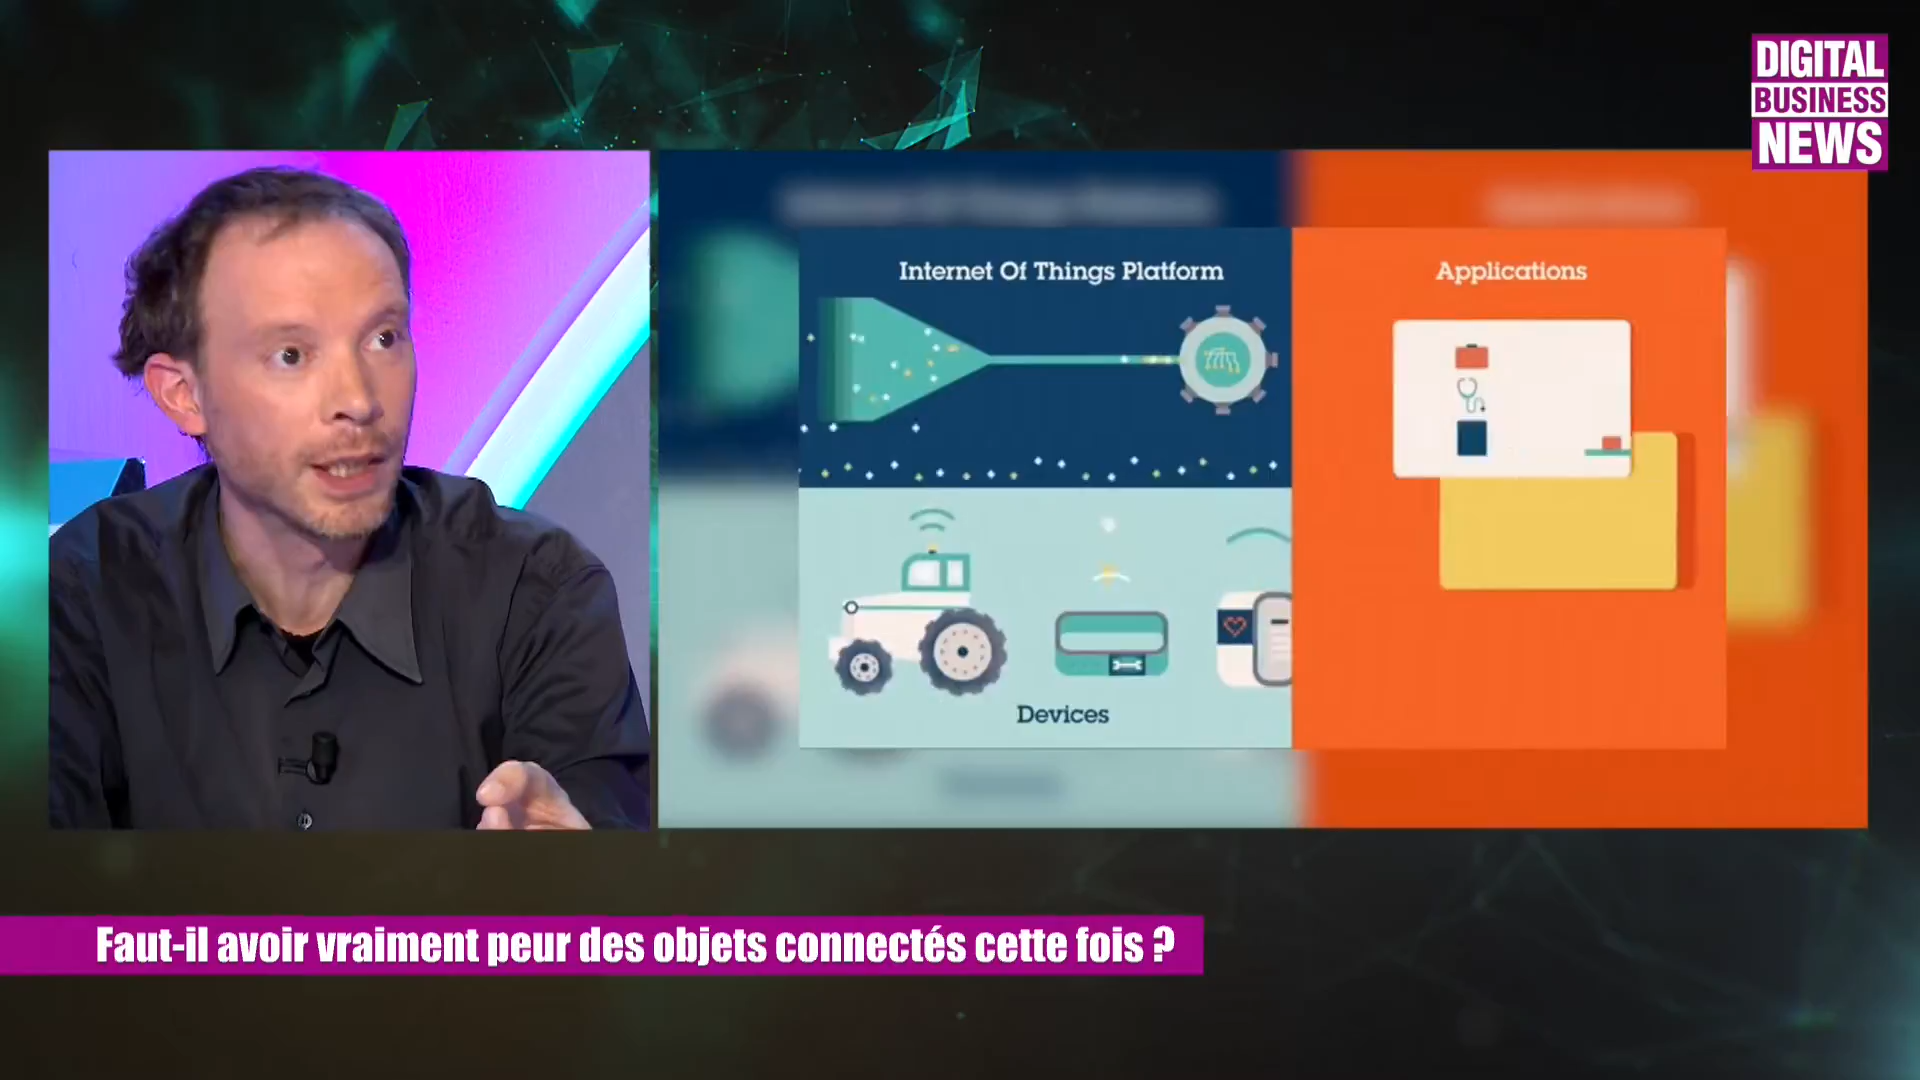 DIGITAL
BUSINESS
NEWS
Internet Of Things Platform
Applications
Devices
Faut-il avoir vraiment peur des objets connectés cette fois ?